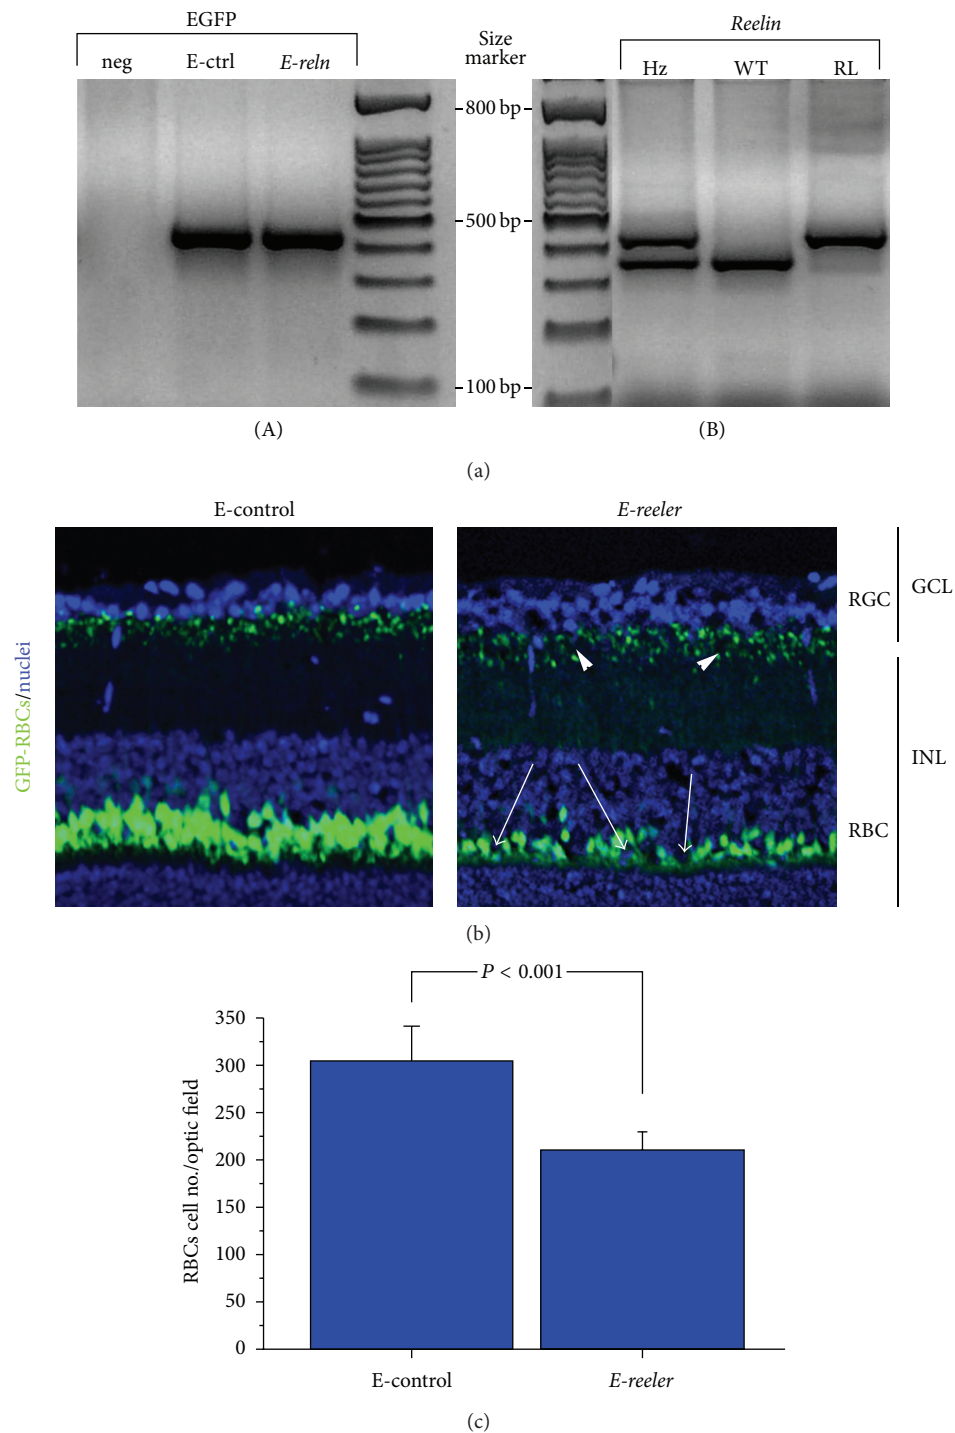 EGFP
neg E-ctrl E-reln
Size
marker
Reelin
Hz WT RL
800 bp
500 bp
100 bp
(A)
(B)
(a)
E-control
E-reeler
GFP-RBCs/nuclei
RGC
GCL
INL
RBC
(b)
P < 0.001
RBCs cell no./optic field
350
300
250
200
150
100
50
0
E-control
E-reeler
(c)